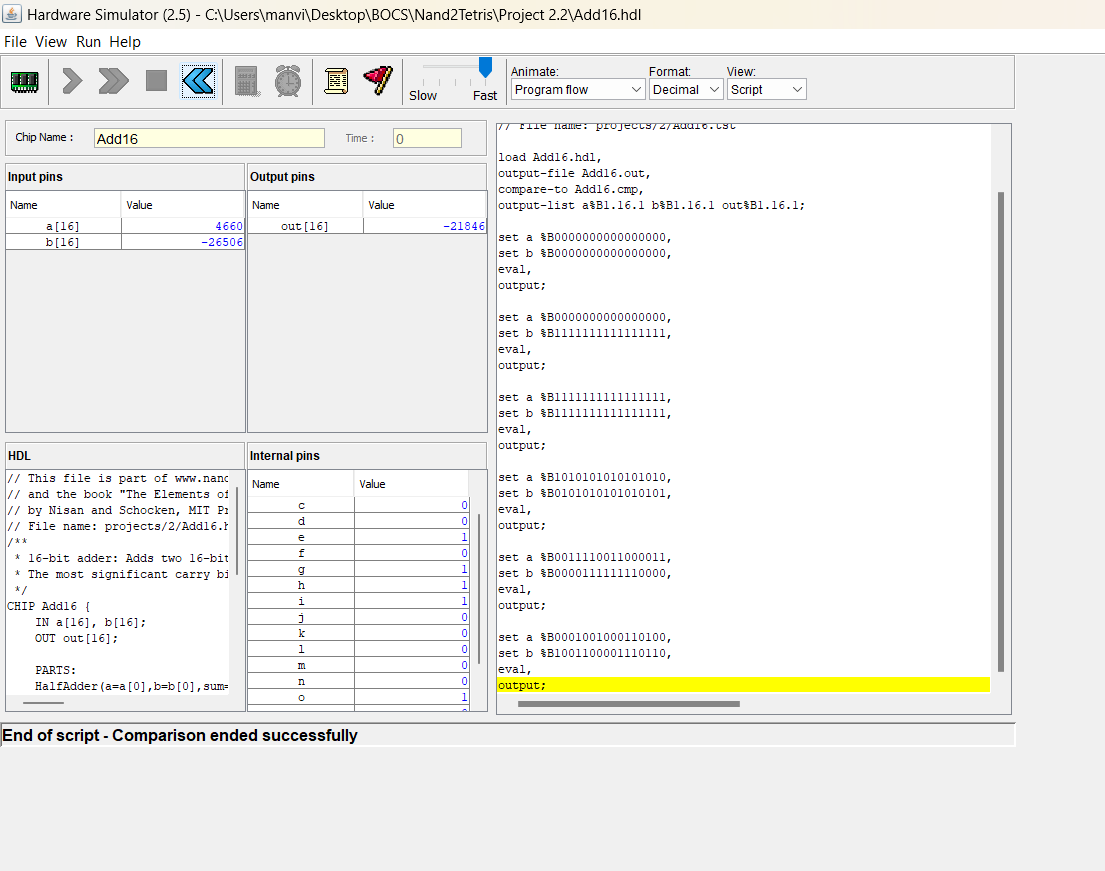 Hardware Simulator (2.5) - C:\Users\manvi\Desktop\BOCS\Nand2Tetris\Project 2.2\Add16.hdl
File View Run Help
Slow Fast
Animate: Format: View:
Program flow Decimal Script
Chip Name : Add16 Time : 0
Input pins
Name Value
a[16] 4660
b[16] -26506
Output pins
Name Value
out[16] -21846
HDL
// This file is part of www.nand
// and the book "The Elements of
// by Nisan and Schocken, MIT Pr
// File name: projects/2/Add16.h
/**
* 16-bit adder: Adds two 16-bit
* The most significant carry bi
*/
CHIP Add16 {
IN a[16], b[16];
OUT out[16];
PARTS:
HalfAdder(a=a[0],b=b[0],sum=
Internal pins
Name Value
c 0
d 0
e 1
f 0
g 1
h 1
i 1
j 0
k 0
l 0
m 0
n 0
o 1
// File name: projects/2/Add16.tst
load Add16.hdl,
output-file Add16.out,
compare-to Add16.cmp,
output-list a%B1.16.1 b%B1.16.1 out%B1.16.1;
set a %B0000000000000000,
set b %B0000000000000000,
eval,
output;
set a %B0000000000000000,
set b %B1111111111111111,
eval,
output;
set a %B1111111111111111,
set b %B1111111111111111,
eval,
output;
set a %B1010101010101010,
set b %B0101010101010101,
eval,
output;
set a %B0011110011000011,
set b %B0000111111110000,
eval,
output;
set a %B0001001000110100,
set b %B1001100001110110,
eval,
output;
End of script - Comparison ended successfully